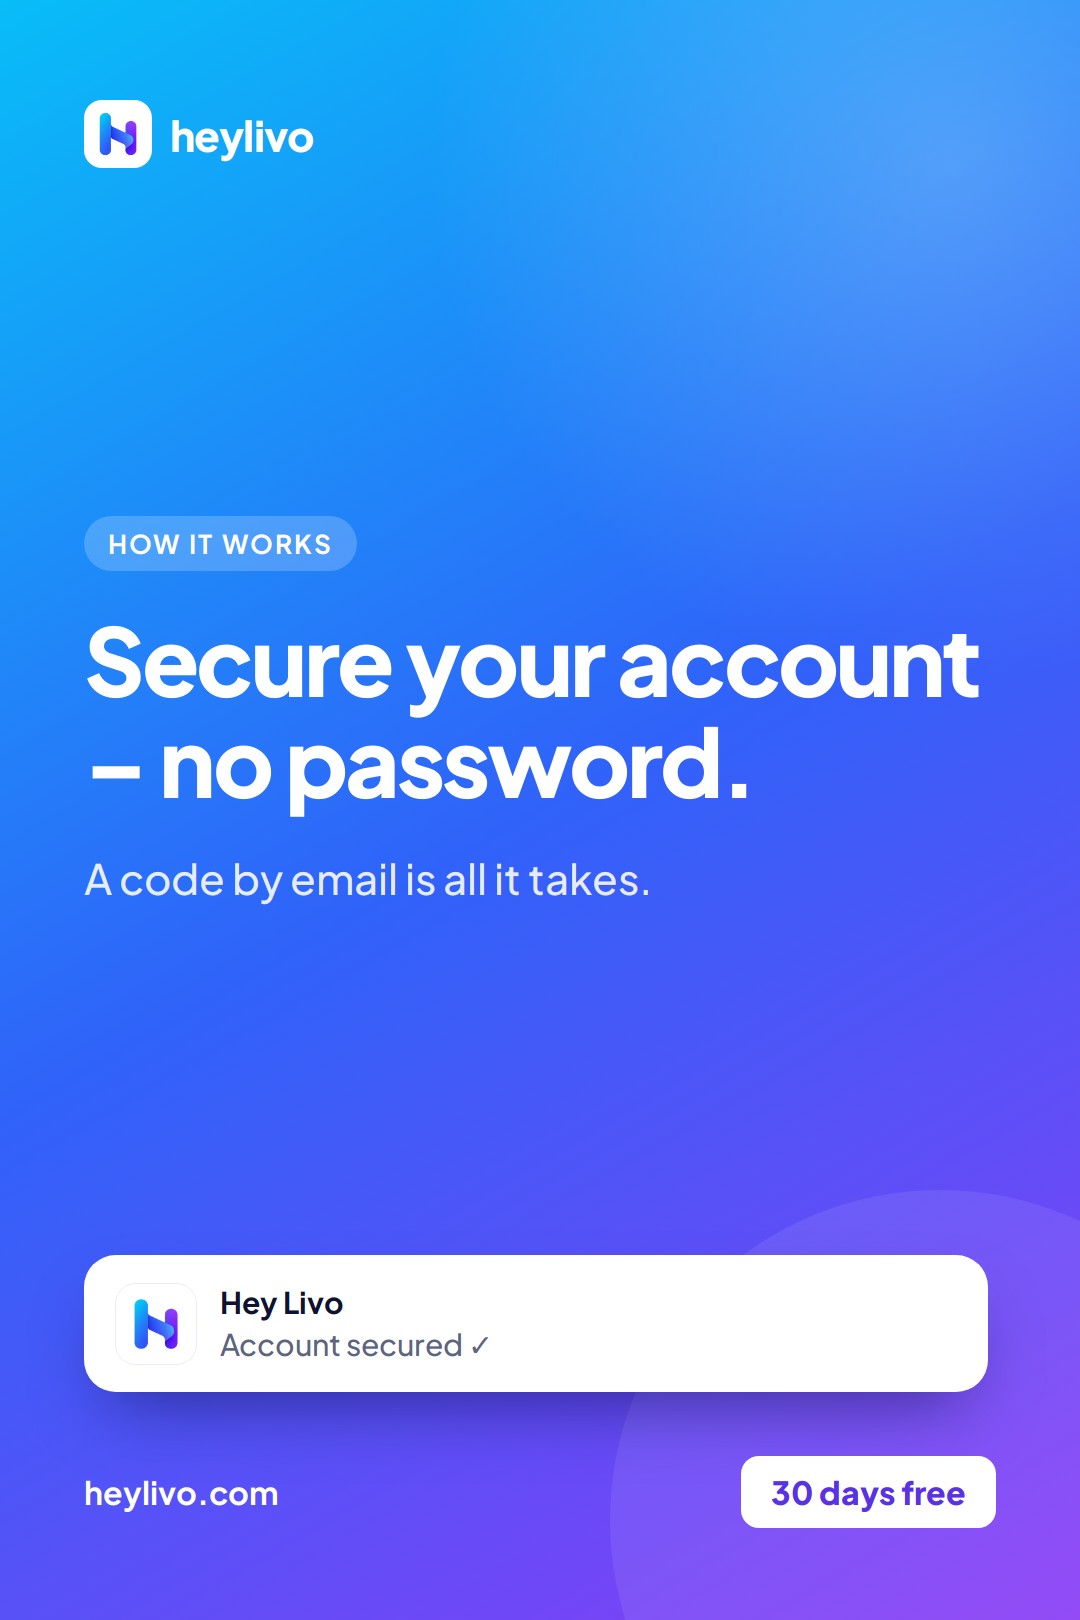 heylivo
HOW IT WORKS
Secure your account
– no password.
A code by email is all it takes.
Hey Livo
Account secured ✓
heylivo.com
30 days free